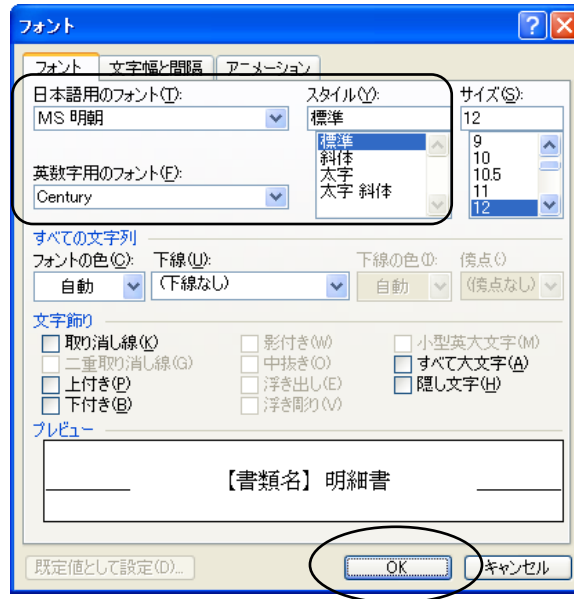 フォント
フォント 文字幅と間隔 アニメーション
日本語用のフォント(T): スタイル(Y): サイズ(S):
MS 明朝 標準 12
標準 9
斜体 10
太字 10.5
太字 斜体 11
12
英数字用のフォント(F):
Century
すべての文字列
フォントの色(C): 下線(U): 下線の色(I): 傍点(:)
自動 (下線なし) 自動 (傍点なし)
文字飾り
取り消し線(K) 影付き(W) 小型英大文字(M)
二重取り消し線(G) 中抜き(O) すべて大文字(A)
上付き(P) 浮き出し(E) 隠し文字(H)
下付き(B) 浮き彫り(V)
プレビュー
【書類名】明細書
既定値として設定(D)... OK キャンセル